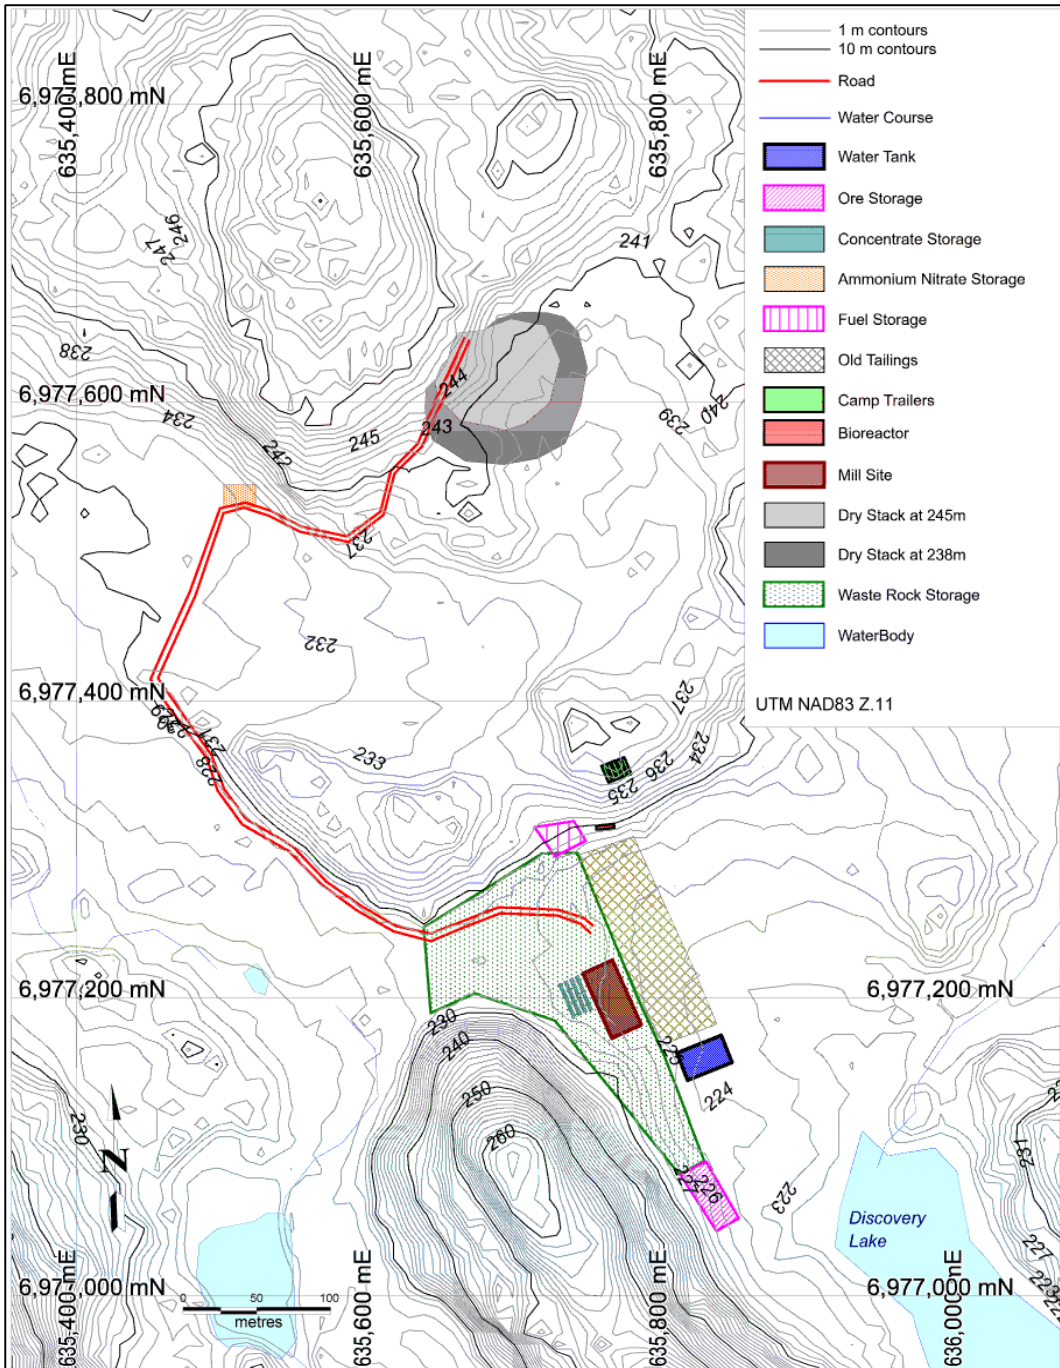 1 m contours
10 m contours
Road
Water Course
Water Tank
Ore Storage
Concentrate Storage
Ammonium Nitrate Storage
Fuel Storage
Old Tailings
Camp Trailers
Bioreactor
Mill Site
Dry Stack at 245m
Dry Stack at 238m
Waste Rock Storage
WaterBody
UTM NAD83 Z.11
635,400 mE
635,600 mE
635,800 mE
6,977,800 mN
246
247
241
238
6,977,600 mN
244
243
245
242
234
239
240
237
232
6,977,400 mN
231
228
233
237
234
236
235
6,977,200 mN
6,977,200 mN
230
240
250
260
225
224
227
226
223
230
N
231
227
Discovery
Lake
6,977,000 mN
6,977,000 mN
0 50 100
metres
635,400 mE
635,600 mE
635,800 mE
636,000 mE